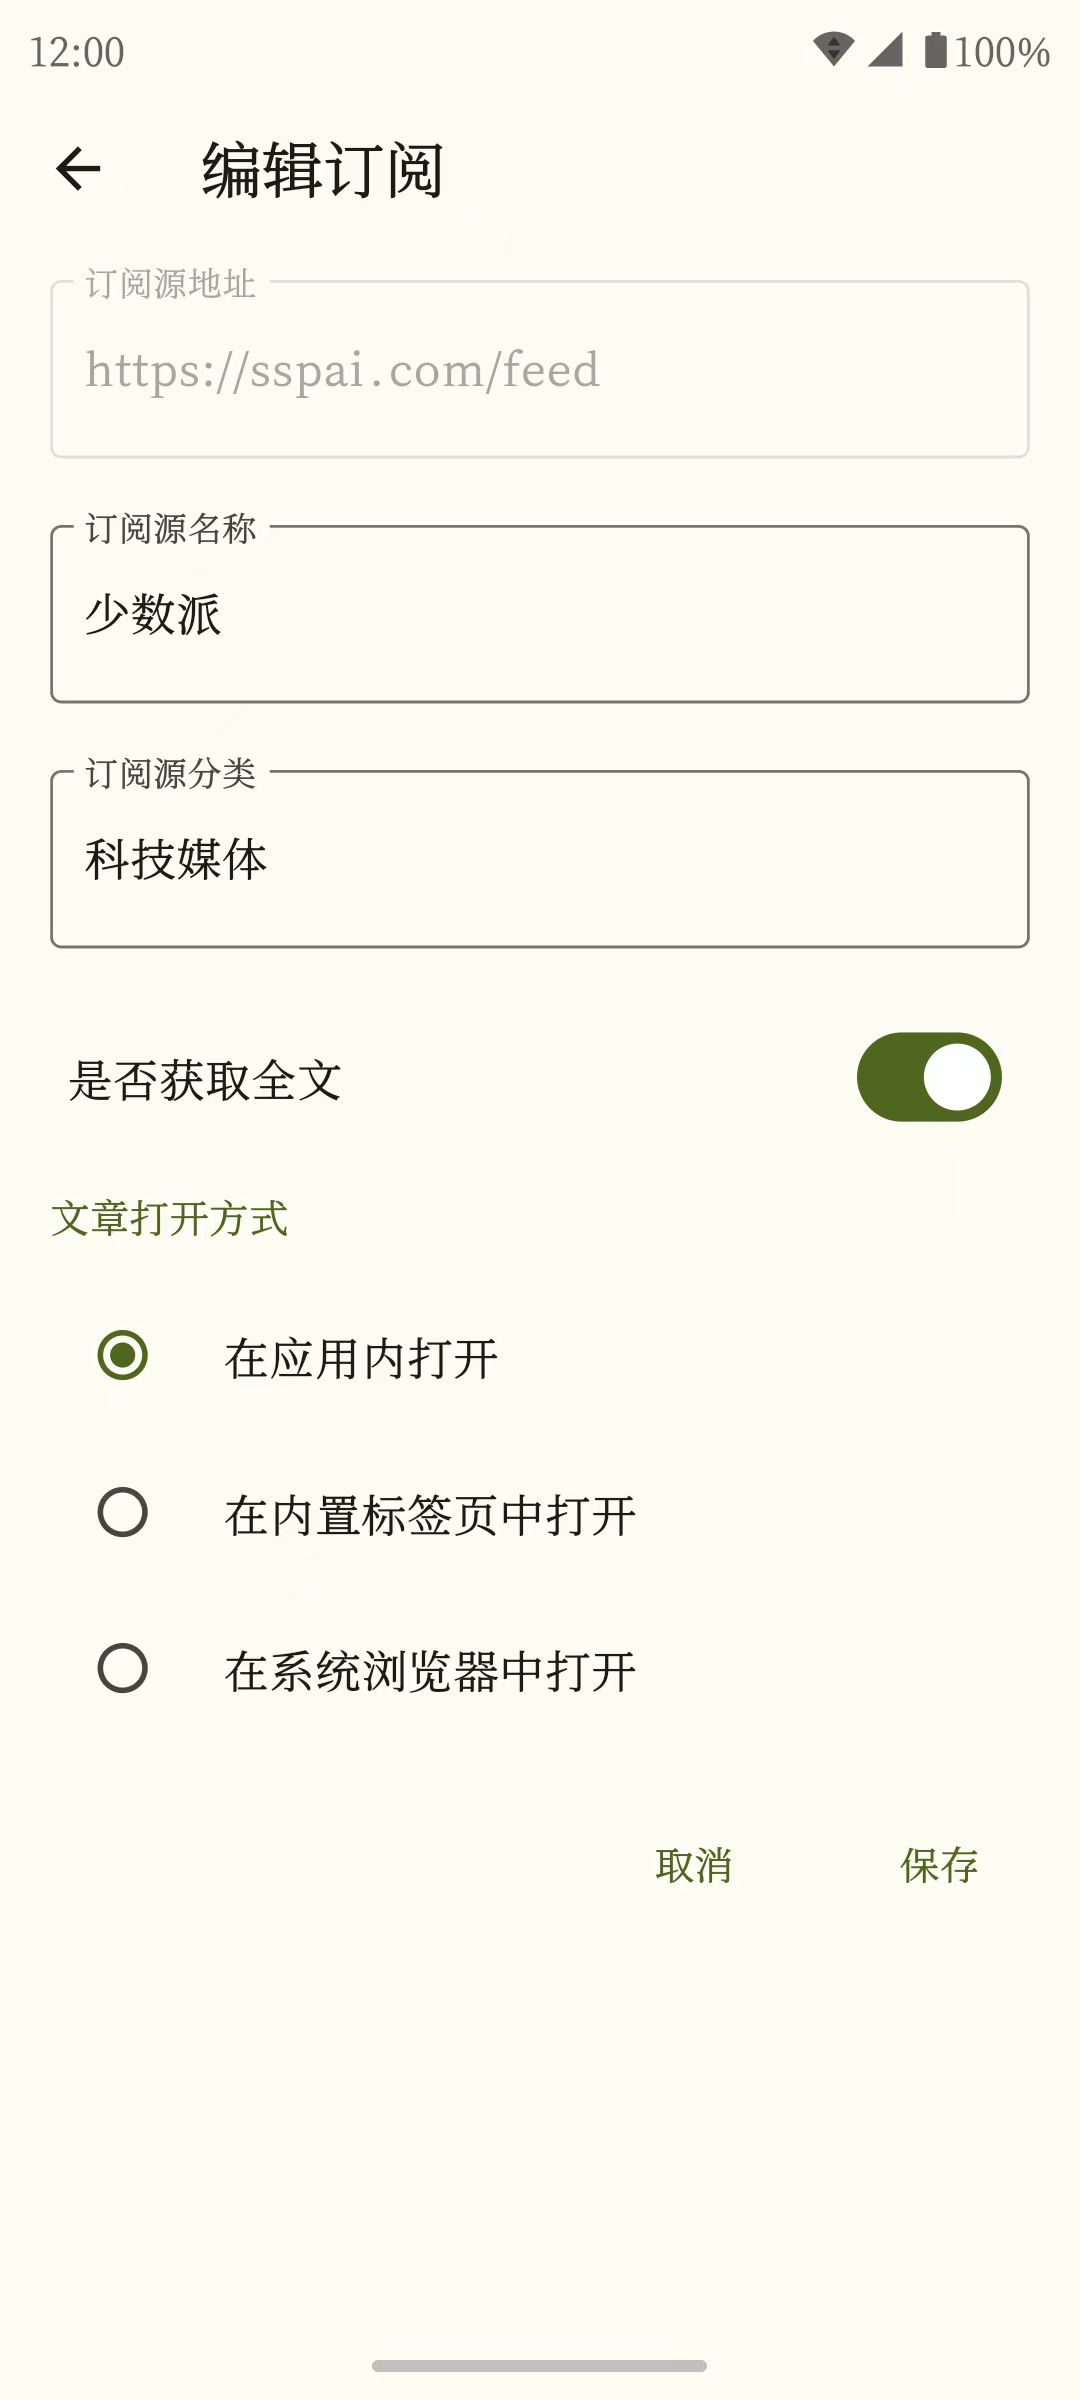 12:00
100%
编辑订阅
订阅源地址
https://sspai.com/feed
订阅源名称
少数派
订阅源分类
科技媒体
是否获取全文
文章打开方式
在应用内打开
在内置标签页中打开
在系统浏览器中打开
取消
保存